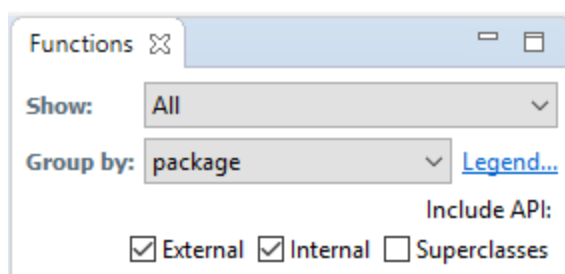 Functions
Show: All
Group by: package Legend...
Include API:
External Internal Superclasses